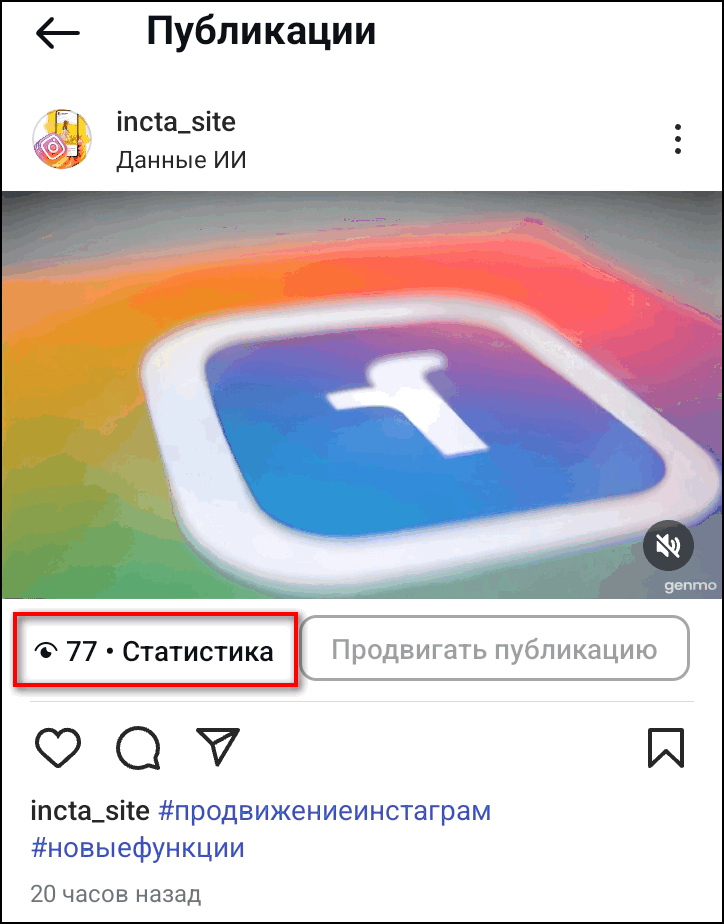 Публикации
incta_site
Данные ИИ
genmo
77 • Статистика
Продвигать публикацию
incta_site #продвижениеинстаграм
#новыефункции
20 часов назад